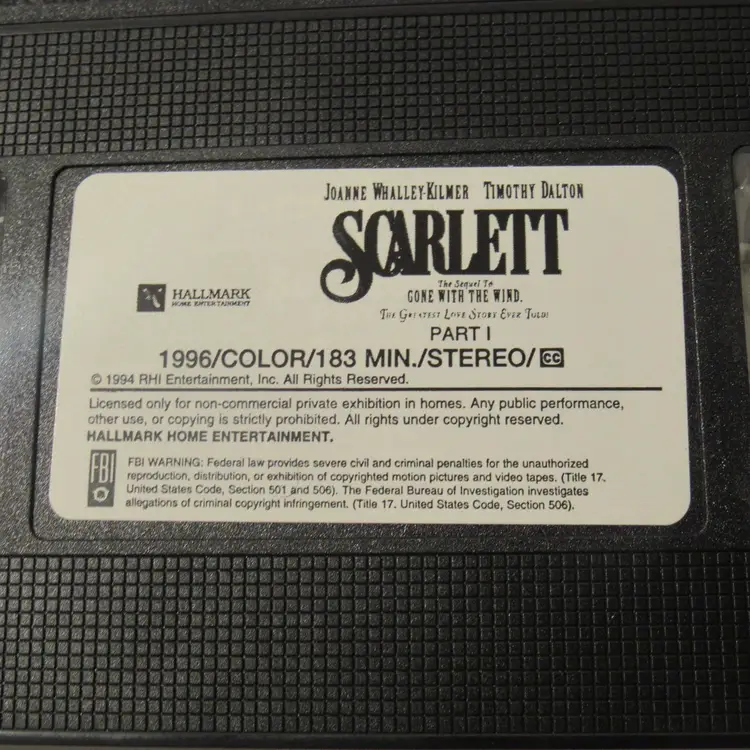 JOANNE WHALLEY-KILMER TIMOTHY DALTON
SCARLETT
The Sequel To
GONE WITH THE WIND.
THE GREATEST LOVE STORY EVER TOLD!
HALLMARK
HOME ENTERTAINMENT
PART I
1996/COLOR/183 MIN./STEREO/CC
© 1994 RHI Entertainment, Inc. All Rights Reserved.
Licensed only for non-commercial private exhibition in homes. Any public performance,
other use, or copying is strictly prohibited. All rights under copyright reserved.
HALLMARK HOME ENTERTAINMENT.
FBI
FBI WARNING: Federal law provides severe civil and criminal penalties for the unauthorized
reproduction, distribution, or exhibition of copyrighted motion pictures and video tapes. (Title 17,
United States Code, Section 501 and 506). The Federal Bureau of Investigation investigates
allegations of criminal copyright infringement. (Title 17, United States Code, Section 506).